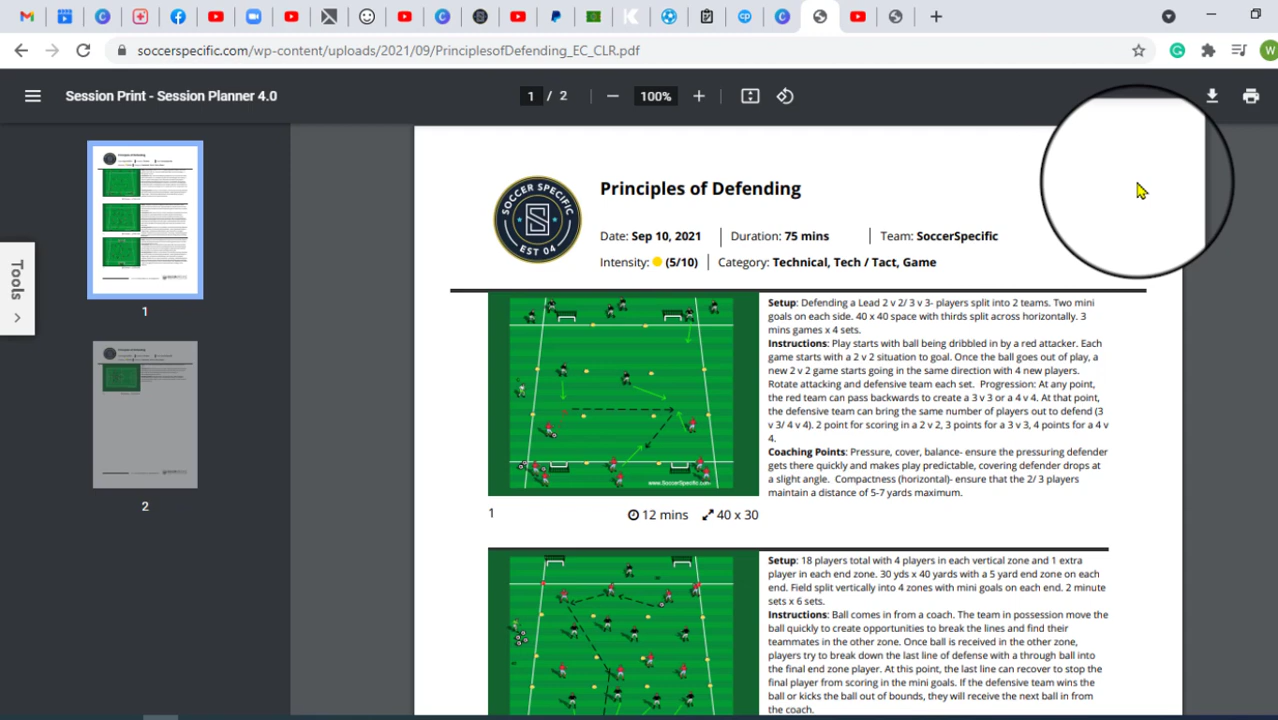 soccerspecific.com/wp-content/uploads/2021/09/PrinciplesofDefending_EC_CLR.pdf
W
Session Print - Session Planner 4.0
1 / 2
100%
Tools
1
2
SOCCER SPECIFIC
EST 04
Principles of Defending
Date: Sep 10, 2021
Duration: 75 mins
Team: SoccerSpecific
Intensity: (5/10)
Category: Technical, Tech / Tact, Game
Setup: Defending a Lead 2 v 2/ 3 v 3- players split into 2 teams. Two mini
goals on each side. 40 x 40 space with thirds split across horizontally. 3
mins games x 4 sets.
Instructions: Play starts with ball being dribbled in by a red attacker. Each
game starts with a 2 v 2 situation to goal. Once the ball goes out of play, a
new 2 v 2 game starts going in the same direction with 4 new players.
Rotate attacking and defensive team each set. Progression: At any point,
the red team can pass backwards to create a 3 v 3 or a 4 v 4. At that point,
the defensive team can bring the same number of players out to defend (3
v 3/ 4 v 4). 2 point for scoring in a 2 v 2, 3 points for a 3 v 3, 4 points for a 4 v
4.
Coaching Points: Pressure, cover, balance- ensure the pressuring defender
gets there quickly and makes play predictable, covering defender drops at
a slight angle. Compactness (horizontal)- ensure that the 2/ 3 players
maintain a distance of 5-7 yards maximum.
www.SoccerSpecific.com
1
12 mins
40 x 30
Setup: 18 players total with 4 players in each vertical zone and 1 extra
player in each end zone. 30 yds x 40 yards with a 5 yard end zone on each
end. Field split vertically into 4 zones with mini goals on each end. 2 minute
sets x 6 sets.
Instructions: Ball comes in from a coach. The team in possession move the
ball quickly to create opportunities to break the lines and find their
teammates in the other zone. Once ball is received in the other zone,
players try to break down the last line of defense with a through ball into
the final end zone player. At this point, the last line can recover to stop the
final player from scoring in the mini goals. If the defensive team wins the
ball or kicks the ball out of bounds, they will receive the next ball in from
the coach.